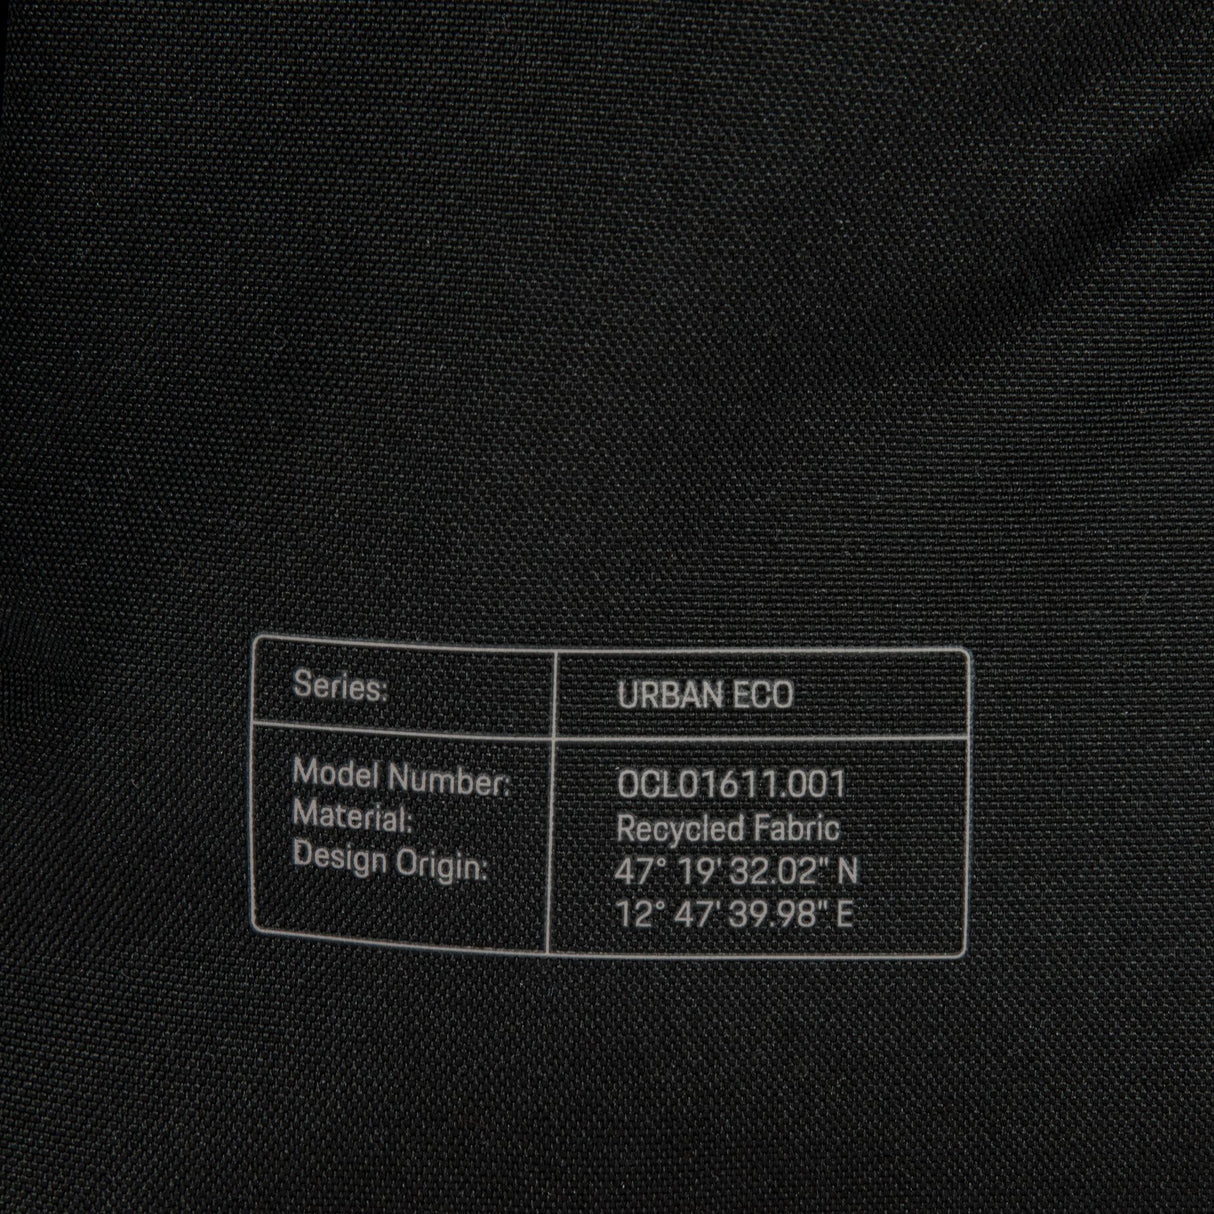 Series: URBAN ECO
Model Number: OCL01611.001
Material: Recycled Fabric
Design Origin: 47° 19' 32.02" N
12° 47' 39.98" E